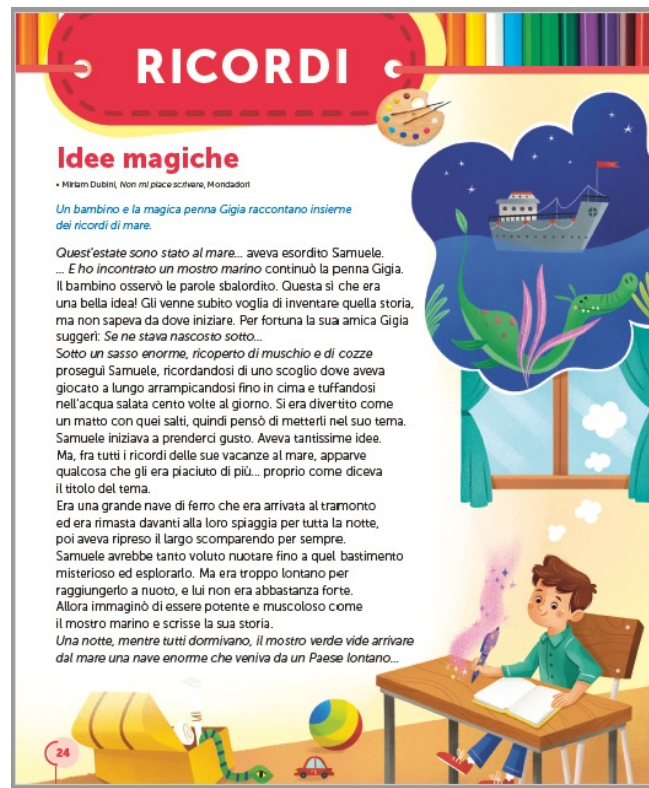 RICORDI
Idee magiche
• Miriam Dubini, Non mi piace scrivere, Mondadori
Un bambino e la magica penna Gigia raccontano insieme
dei ricordi di mare.
Quest'estate sono stato al mare... aveva esordito Samuele.
... E ho incontrato un mostro marino continuò la penna Gigia.
Il bambino osservò le parole sbalordito. Questa sì che era
una bella idea! Gli venne subito voglia di inventare quella storia,
ma non sapeva da dove iniziare. Per fortuna la sua amica Gigia
suggerì: Se ne stava nascosto sotto...
Sotto un sasso enorme, ricoperto di muschio e di cozze
proseguì Samuele, ricordandosi di uno scoglio dove aveva
giocato a lungo arrampicandosi fino in cima e tuffandosi
nell'acqua salata cento volte al giorno. Si era divertito come
un matto con quei salti, quindi pensò di metterli nel suo tema.
Samuele iniziava a prenderci gusto. Aveva tantissime idee.
Ma, fra tutti i ricordi delle sue vacanze al mare, apparve
qualcosa che gli era piaciuto di più... proprio come diceva
il titolo del tema.
Era una grande nave di ferro che era arrivata al tramonto
ed era rimasta davanti alla loro spiaggia per tutta la notte,
poi aveva ripreso il largo scomparendo per sempre.
Samuele avrebbe tanto voluto nuotare fino a quel bastimento
misterioso ed esplorarlo. Ma era troppo lontano per
raggiungerlo a nuoto, e lui non era abbastanza forte.
Allora immaginò di essere potente e muscoloso come
il mostro marino e scrisse la sua storia.
Una notte, mentre tutti dormivano, il mostro verde vide arrivare
dal mare una nave enorme che veniva da un Paese lontano...
24